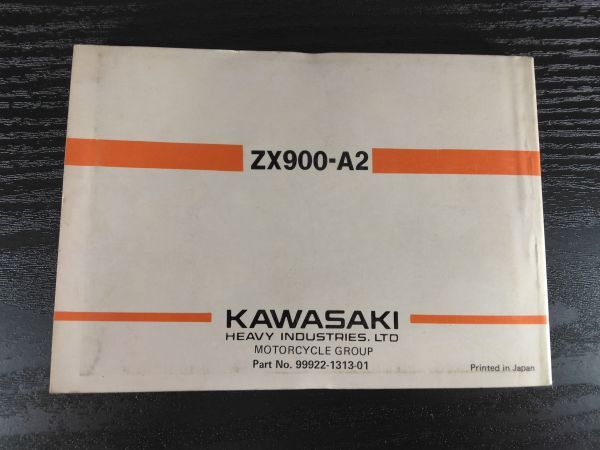 ZX900-A2
KAWASAKI
HEAVY INDUSTRIES, LTD
MOTORCYCLE GROUP
Part No. 99922-1313-01
Printed in Japan